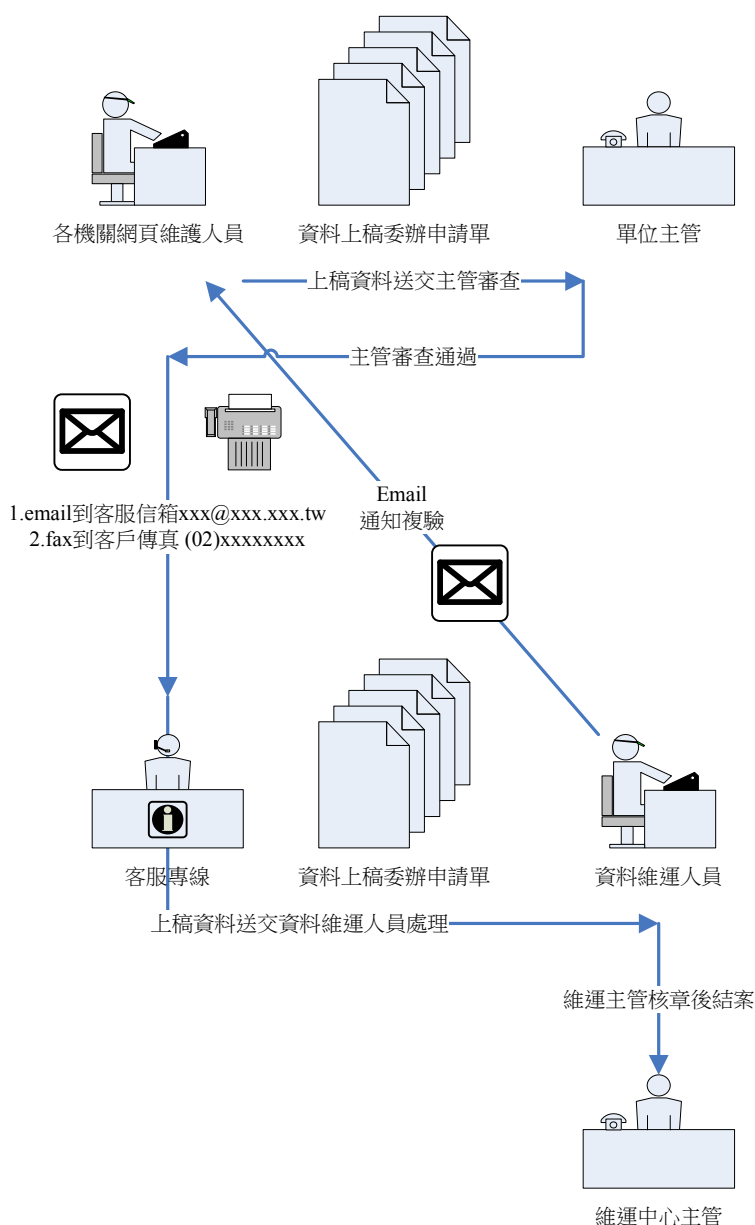 各機關網頁維護人員
資料上稿委辦申請單
單位主管
上稿資料送交主管審查
主管審查通過
1.email到客服信箱xxx@xxx.xxx.tw
2.fax到客戶傳真 (02)xxxxxxxx
Email
通知複驗
客服專線
資料上稿委辦申請單
資料維運人員
上稿資料送交資料維運人員處理
維運主管核章後結案
維運中心主管